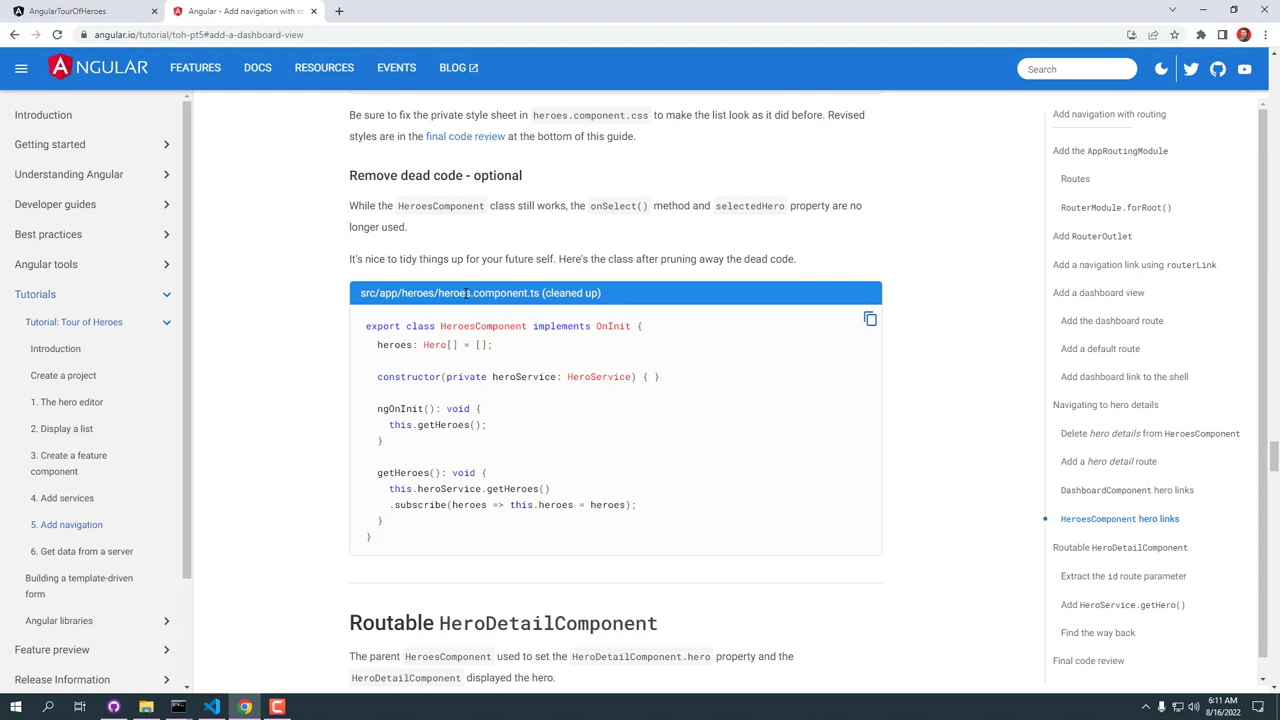 AngularTourOfHeroes
Angular - Add navigation with ro
angular.io/tutorial/toh-pt5#add-a-dashboard-view
ANGULAR
FEATURES
DOCS
RESOURCES
EVENTS
BLOG
Search
Introduction
Getting started
Understanding Angular
Developer guides
Best practices
Angular tools
Tutorials
Tutorial: Tour of Heroes
Introduction
Create a project
1. The hero editor
2. Display a list
3. Create a feature
component
4. Add services
5. Add navigation
6. Get data from a server
Building a template-driven
form
Angular libraries
Feature preview
Release Information
Be sure to fix the private style sheet in heroes.component.css to make the list look as it did before. Revised
styles are in the final code review at the bottom of this guide.
Remove dead code - optional
While the HeroesComponent class still works, the onSelect() method and selectedHero property are no
longer used.
It's nice to tidy things up for your future self. Here's the class after pruning away the dead code.
src/app/heroes/heroes.component.ts (cleaned up)
export class HeroesComponent implements OnInit {
heroes: Hero[] = [];
constructor(private heroService: HeroService) { }
ngOnInit(): void {
this.getHeroes();
}
getHeroes(): void {
this.heroService.getHeroes()
.subscribe(heroes => this.heroes = heroes);
}
}
Routable HeroDetailComponent
The parent HeroesComponent used to set the HeroDetailComponent.hero property and the
HeroDetailComponent displayed the hero.
Add navigation with routing
Add the AppRoutingModule
Routes
RouterModule.forRoot()
Add RouterOutlet
Add a navigation link using routerLink
Add a dashboard view
Add the dashboard route
Add a default route
Add dashboard link to the shell
Navigating to hero details
Delete hero details from HeroesComponent
Add a hero detail route
DashboardComponent hero links
HeroesComponent hero links
Routable HeroDetailComponent
Extract the id route parameter
Add HeroService.getHero()
Find the way back
Final code review
6:11 AM
8/16/2022